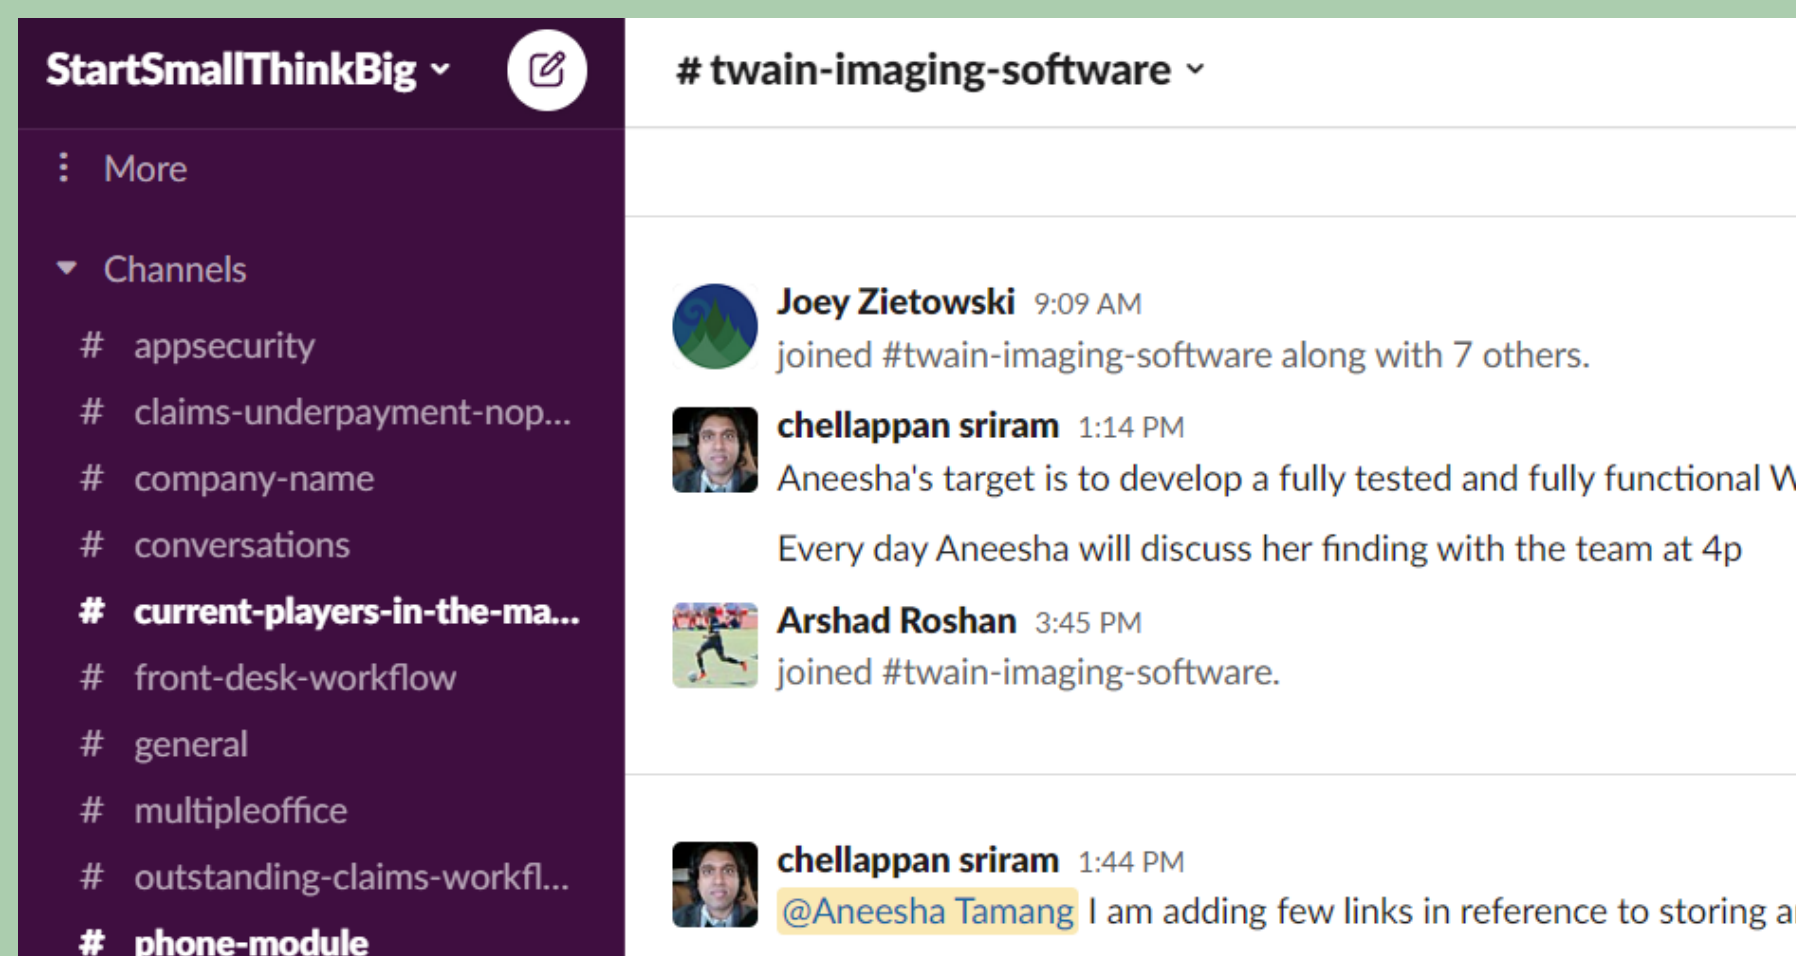 StartSmallThinkBig
More
Channels
# appsecurity
# claims-underpayment-nop...
# company-name
# conversations
# current-players-in-the-ma...
# front-desk-workflow
# general
# multipleoffice
# outstanding-claims-workfl...
# phone-module
# twain-imaging-software
Joey Zietowski 9:09 AM
joined #twain-imaging-software along with 7 others.
chellappan sriram 1:14 PM
Aneesha's target is to develop a fully tested and fully functional
Every day Aneesha will discuss her finding with the team at 4p
Arshad Roshan 3:45 PM
joined #twain-imaging-software.
chellappan sriram 1:44 PM
@Aneesha Tamang I am adding few links in reference to storing